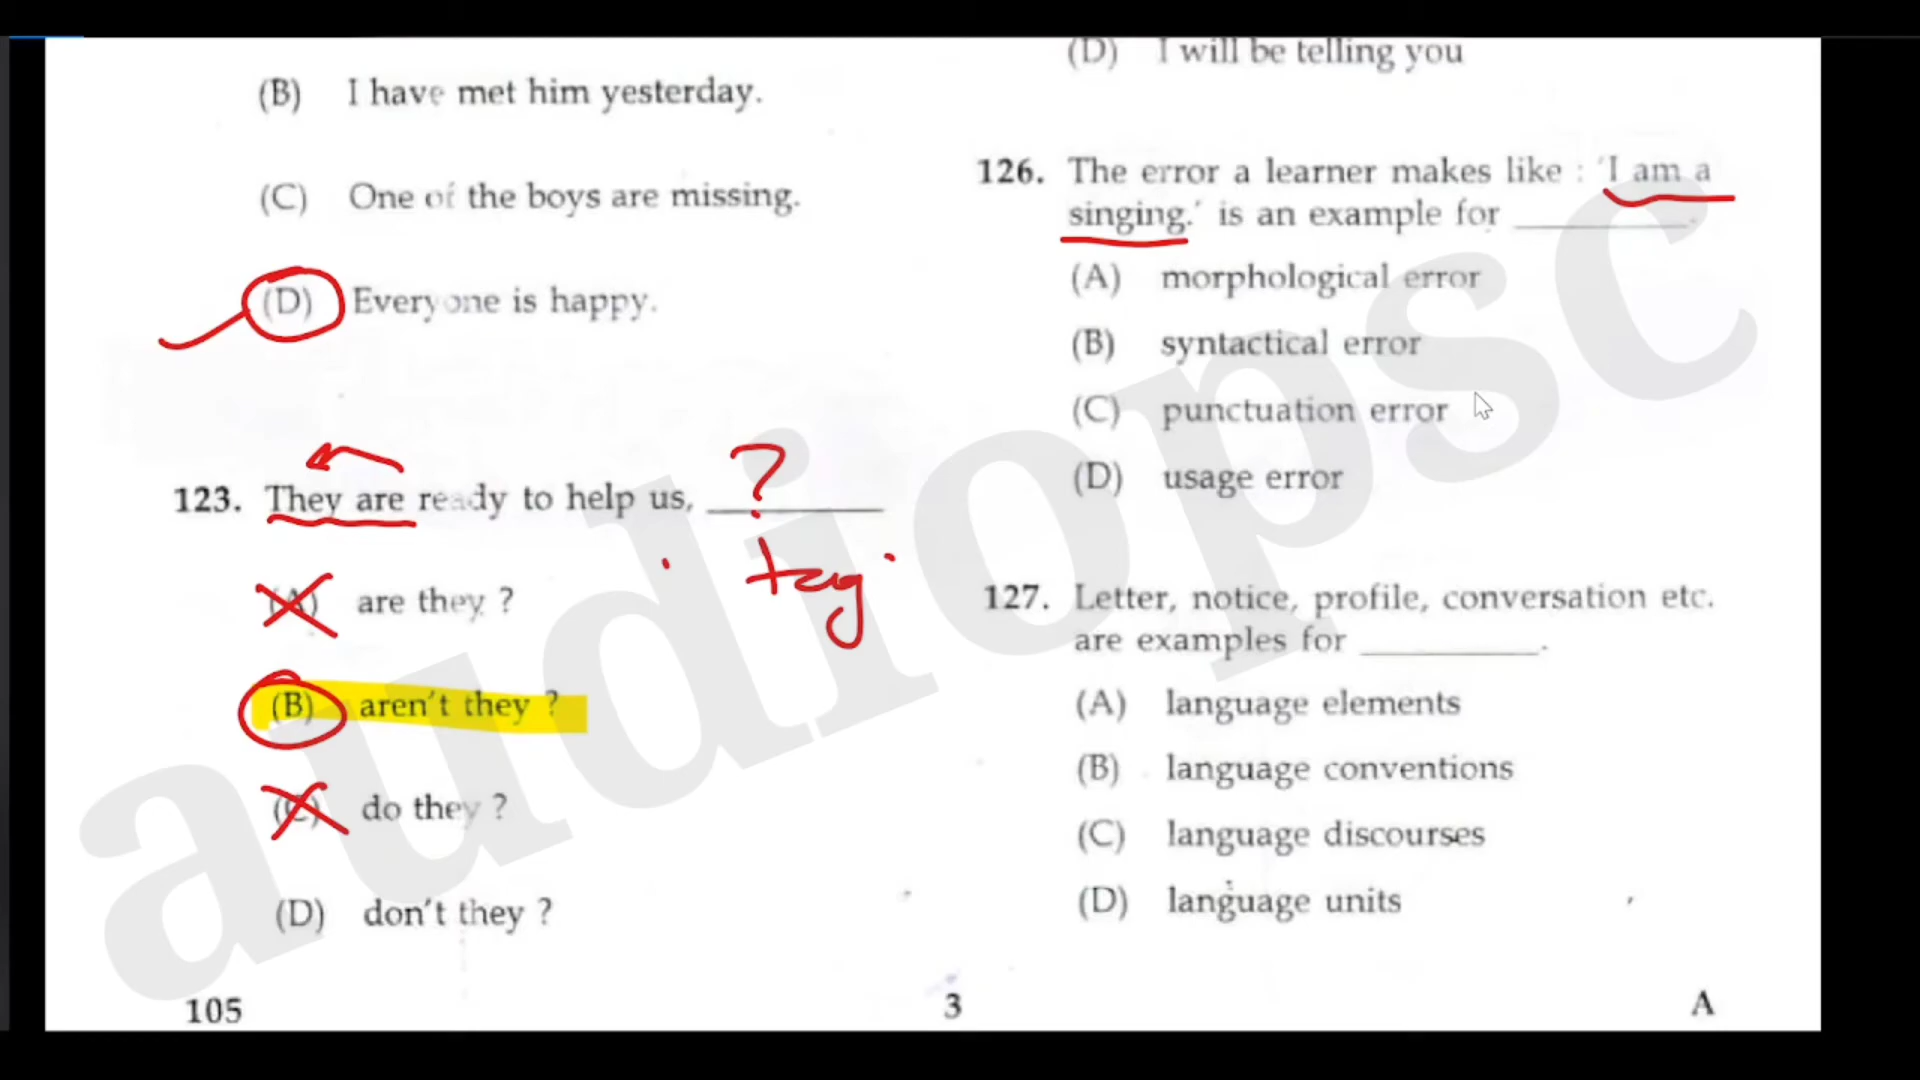 (B) I have met him yesterday.
(C) One of the boys are missing.
(D) Everyone is happy.
?
123. They are ready to help us, ________
tag
(A) are they ?
(B) aren't they ?
(C) do they ?
(D) don't they ?
105
(D) I will be telling you
126. The error a learner makes like : 'I am a
singing.' is an example for ________.
(A) morphological error
(B) syntactical error
(C) punctuation error
(D) usage error
127. Letter, notice, profile, conversation etc.
are examples for ________.
(A) language elements
(B) language conventions
(C) language discourses
(D) language units
3
A
audiopsc